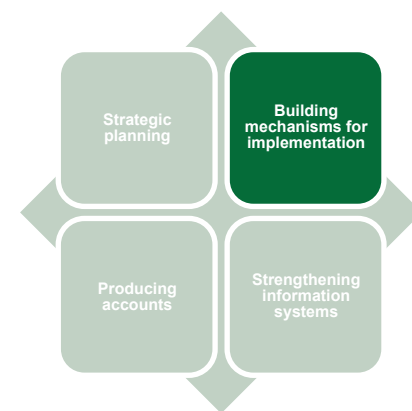 Strategic
planning
Building
mechanisms for
implementation
Producing
accounts
Strengthening
information
systems